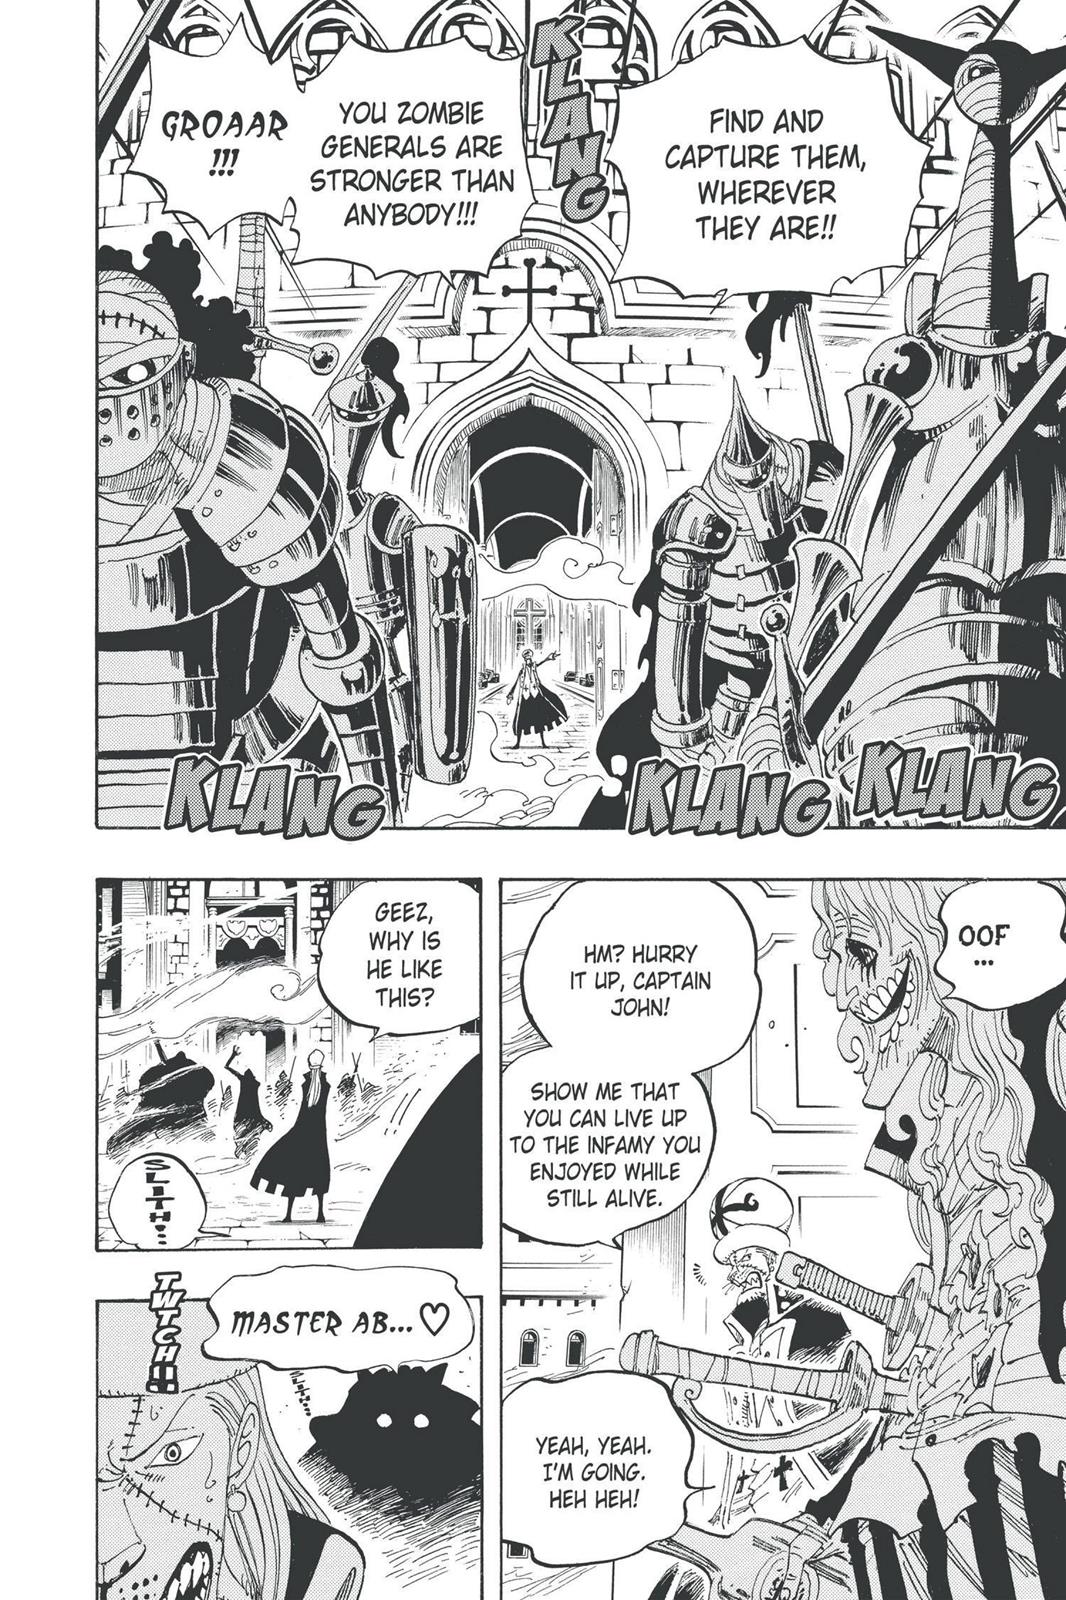 FIND AND
CAPTURE THEM,
WHEREVER
THEY ARE!!
KLANG
YOU ZOMBIE
GENERALS ARE
STRONGER THAN
ANYBODY!!!
GROAAR
!!!
KLANG
KLANG
KLANG
OOF
...
HM? HURRY
IT UP, CAPTAIN
JOHN!
SHOW ME THAT
YOU CAN LIVE UP
TO THE INFAMY YOU
ENJOYED WHILE
STILL ALIVE.
YEAH, YEAH.
I'M GOING.
HEH HEH!
GEEZ,
WHY IS
HE LIKE
THIS?
SLITH...
MASTER AB...♡
TWTCH!!
SLITH...